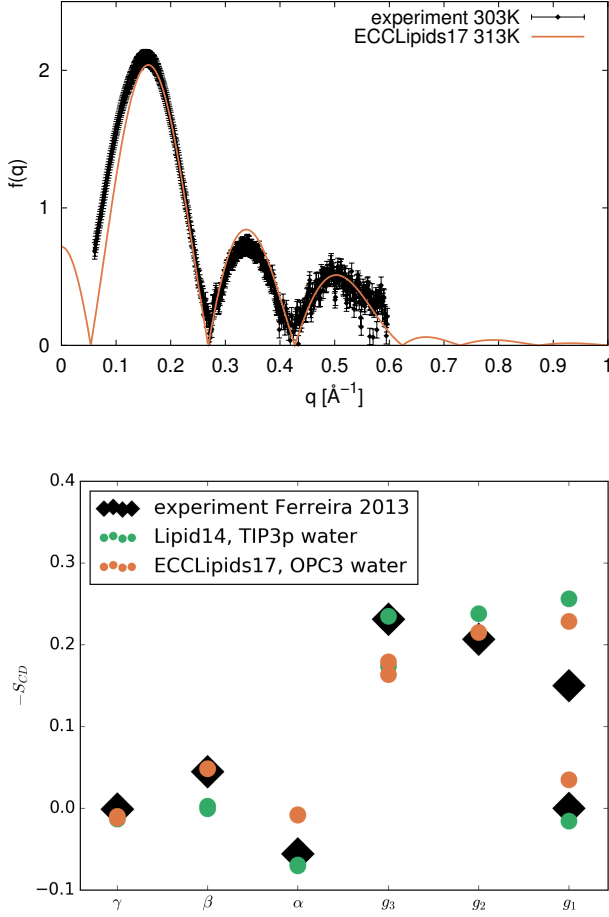 experiment 303K
ECCLipids17 313K
2
1
0
f(q)
0 0.1 0.2 0.3 0.4 0.5 0.6 0.7 0.8 0.9 1
q [Å⁻¹]
0.4
experiment Ferreira 2013
Lipid14, TIP3p water
ECCLipids17, OPC3 water
0.3
0.2
−S_CD
0.1
0.0
−0.1
γ β α g₃ g₂ g₁